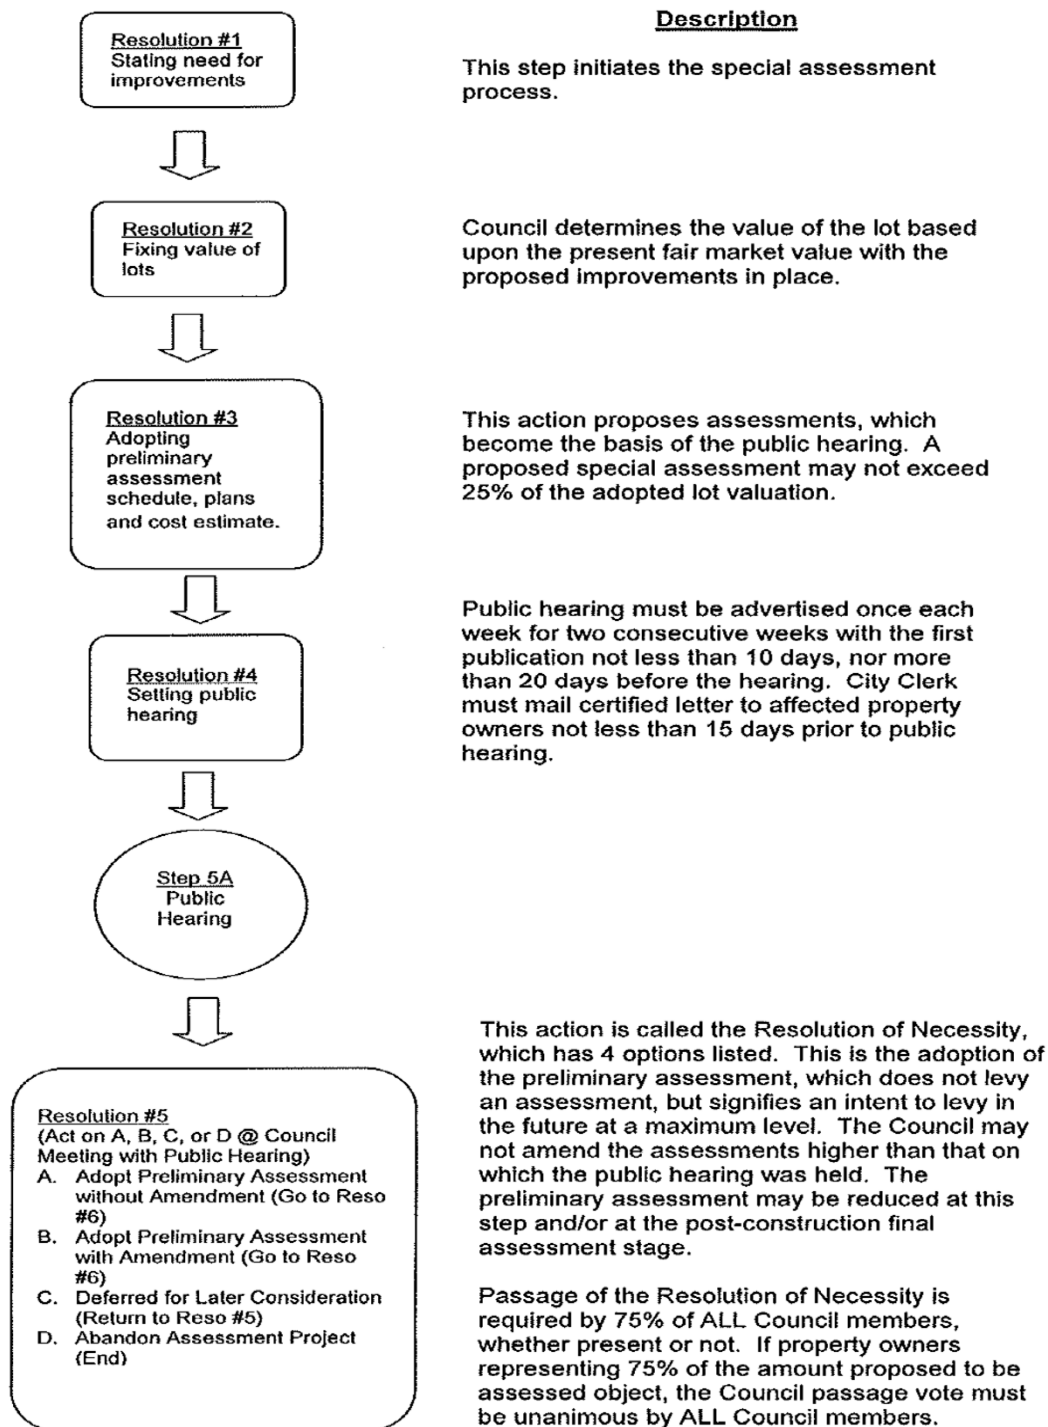 Description
Resolution #1
Stating need for
improvements
This step initiates the special assessment
process.
Resolution #2
Fixing value of
lots
Council determines the value of the lot based
upon the present fair market value with the
proposed improvements in place.
Resolution #3
Adopting
preliminary
assessment
schedule, plans
and cost estimate.
This action proposes assessments, which
become the basis of the public hearing. A
proposed special assessment may not exceed
25% of the adopted lot valuation.
Resolution #4
Setting public
hearing
Public hearing must be advertised once each
week for two consecutive weeks with the first
publication not less than 10 days, nor more
than 20 days before the hearing. City Clerk
must mail certified letter to affected property
owners not less than 15 days prior to public
hearing.
Step 5A
Public
Hearing
Resolution #5
(Act on A, B, C, or D @ Council
Meeting with Public Hearing)
A. Adopt Preliminary Assessment
without Amendment (Go to Reso
#6)
B. Adopt Preliminary Assessment
with Amendment (Go to Reso
#6)
C. Deferred for Later Consideration
(Return to Reso #5)
D. Abandon Assessment Project
(End)
This action is called the Resolution of Necessity,
which has 4 options listed. This is the adoption of
the preliminary assessment, which does not levy
an assessment, but signifies an intent to levy in
the future at a maximum level. The Council may
not amend the assessments higher than that on
which the public hearing was held. The
preliminary assessment may be reduced at this
step and/or at the post-construction final
assessment stage.
Passage of the Resolution of Necessity is
required by 75% of ALL Council members,
whether present or not. If property owners
representing 75% of the amount proposed to be
assessed object, the Council passage vote must
be unanimous by ALL Council members.